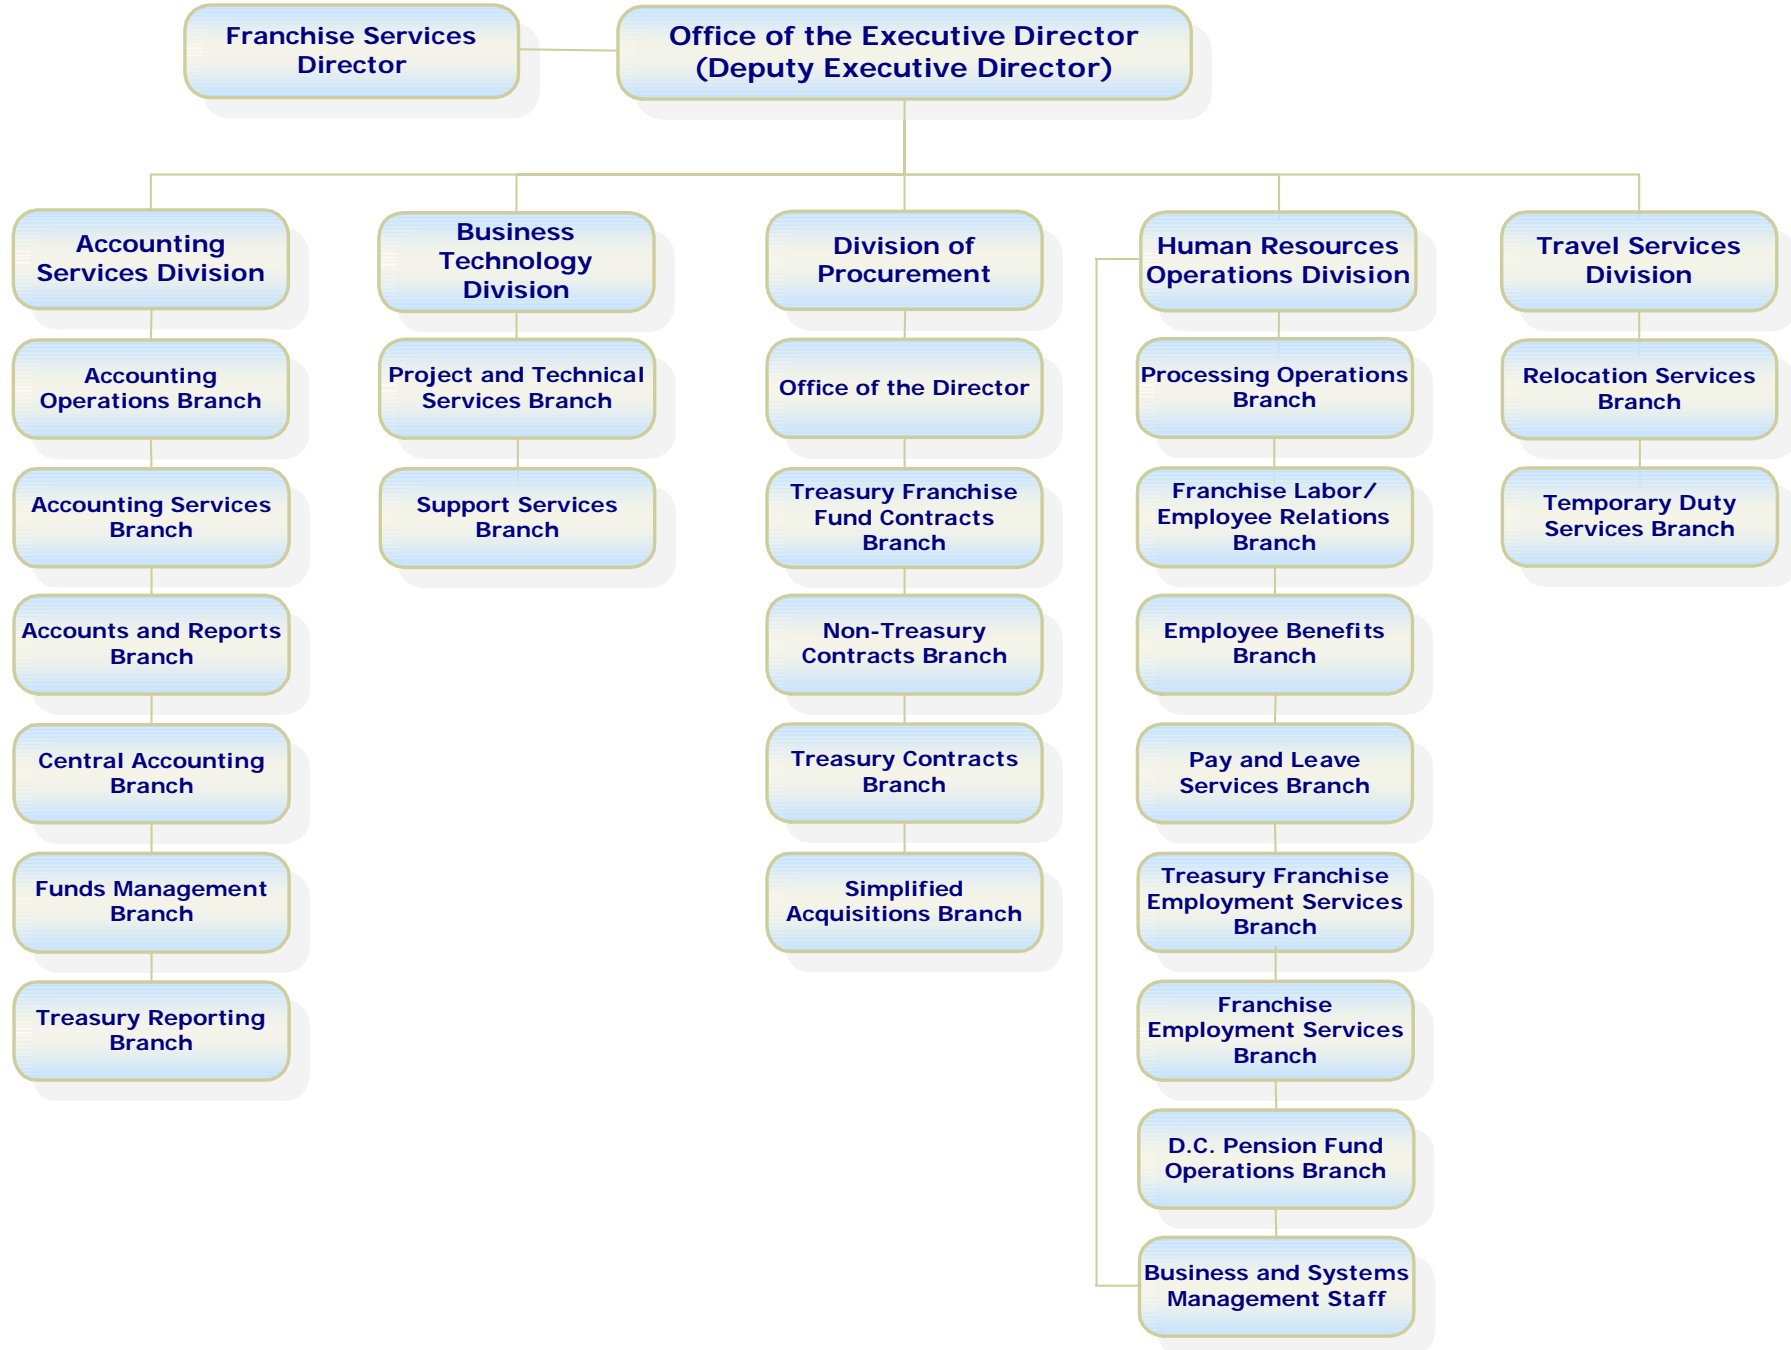 Franchise Services
Director
Office of the Executive Director
(Deputy Executive Director)
Accounting
Services Division
Business
Technology
Division
Division of
Procurement
Human Resources
Operations Division
Travel Services
Division
Accounting
Operations Branch
Accounting Services
Branch
Accounts and Reports
Branch
Central Accounting
Branch
Funds Management
Branch
Treasury Reporting
Branch
Project and Technical
Services Branch
Support Services
Branch
Office of the Director
Treasury Franchise
Fund Contracts
Branch
Non-Treasury
Contracts Branch
Treasury Contracts
Branch
Simplified
Acquisitions Branch
Processing Operations
Branch
Franchise Labor/
Employee Relations
Branch
Employee Benefits
Branch
Pay and Leave
Services Branch
Treasury Franchise
Employment Services
Branch
Franchise
Employment Services
Branch
D.C. Pension Fund
Operations Branch
Business and Systems
Management Staff
Relocation Services
Branch
Temporary Duty
Services Branch